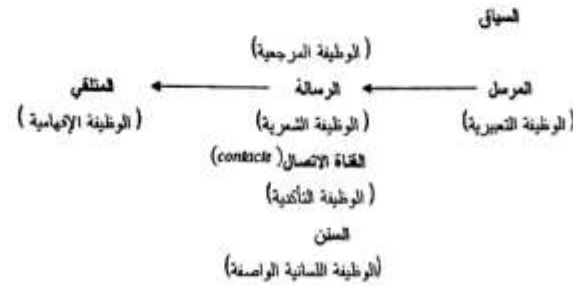 السياق
(الوظيفة المرجعية)
المرسل الرسالة المتلقي
(الوظيفة التعبيرية) (الوظيفة الشعرية) (الوظيفة الإفهامية)
القناة الاتصال(contacte)
(الوظيفة التأكدية)
السنن
(الوظيفة اللسانية الواصفة)